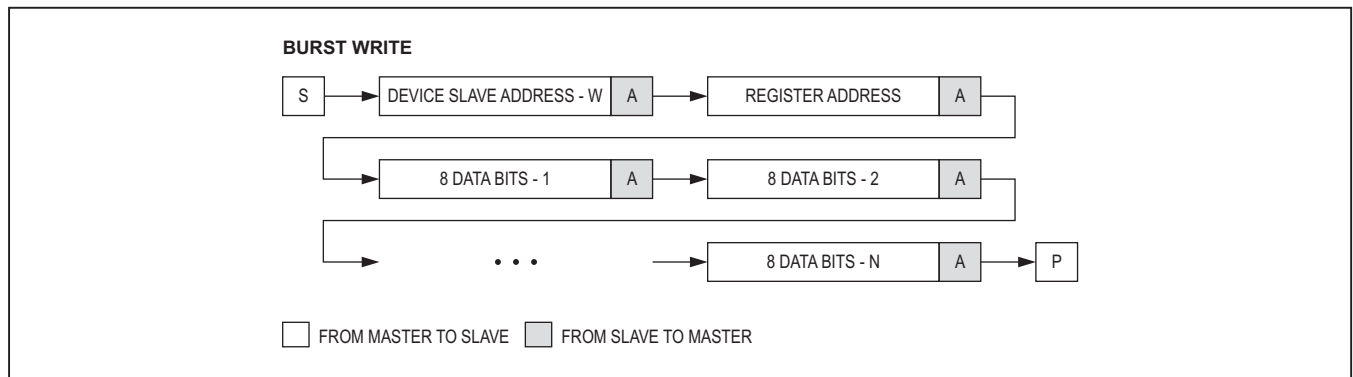 BURST WRITE
S DEVICE SLAVE ADDRESS - W A REGISTER ADDRESS A
8 DATA BITS - 1 A 8 DATA BITS - 2 A
• • • 8 DATA BITS - N A P
FROM MASTER TO SLAVE FROM SLAVE TO MASTER